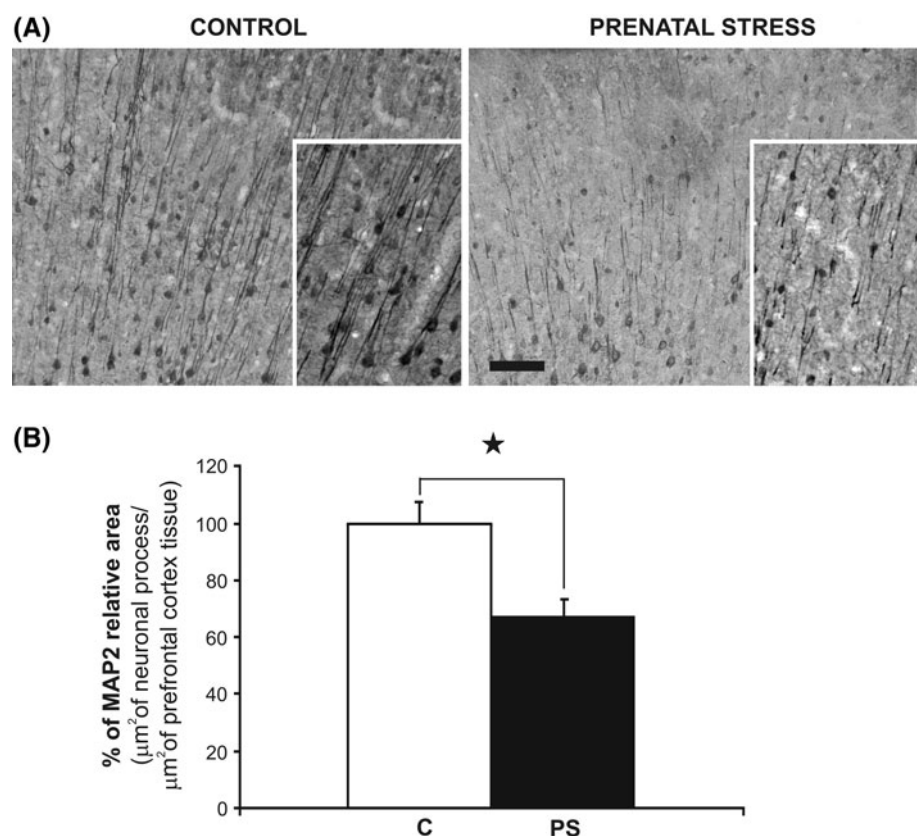 (A)
CONTROL
PRENATAL STRESS
(B)
★
% of MAP2 relative area
(μm² of neuronal process/
μm² of prefrontal cortex tissue)
120
100
80
60
40
20
0
C
PS